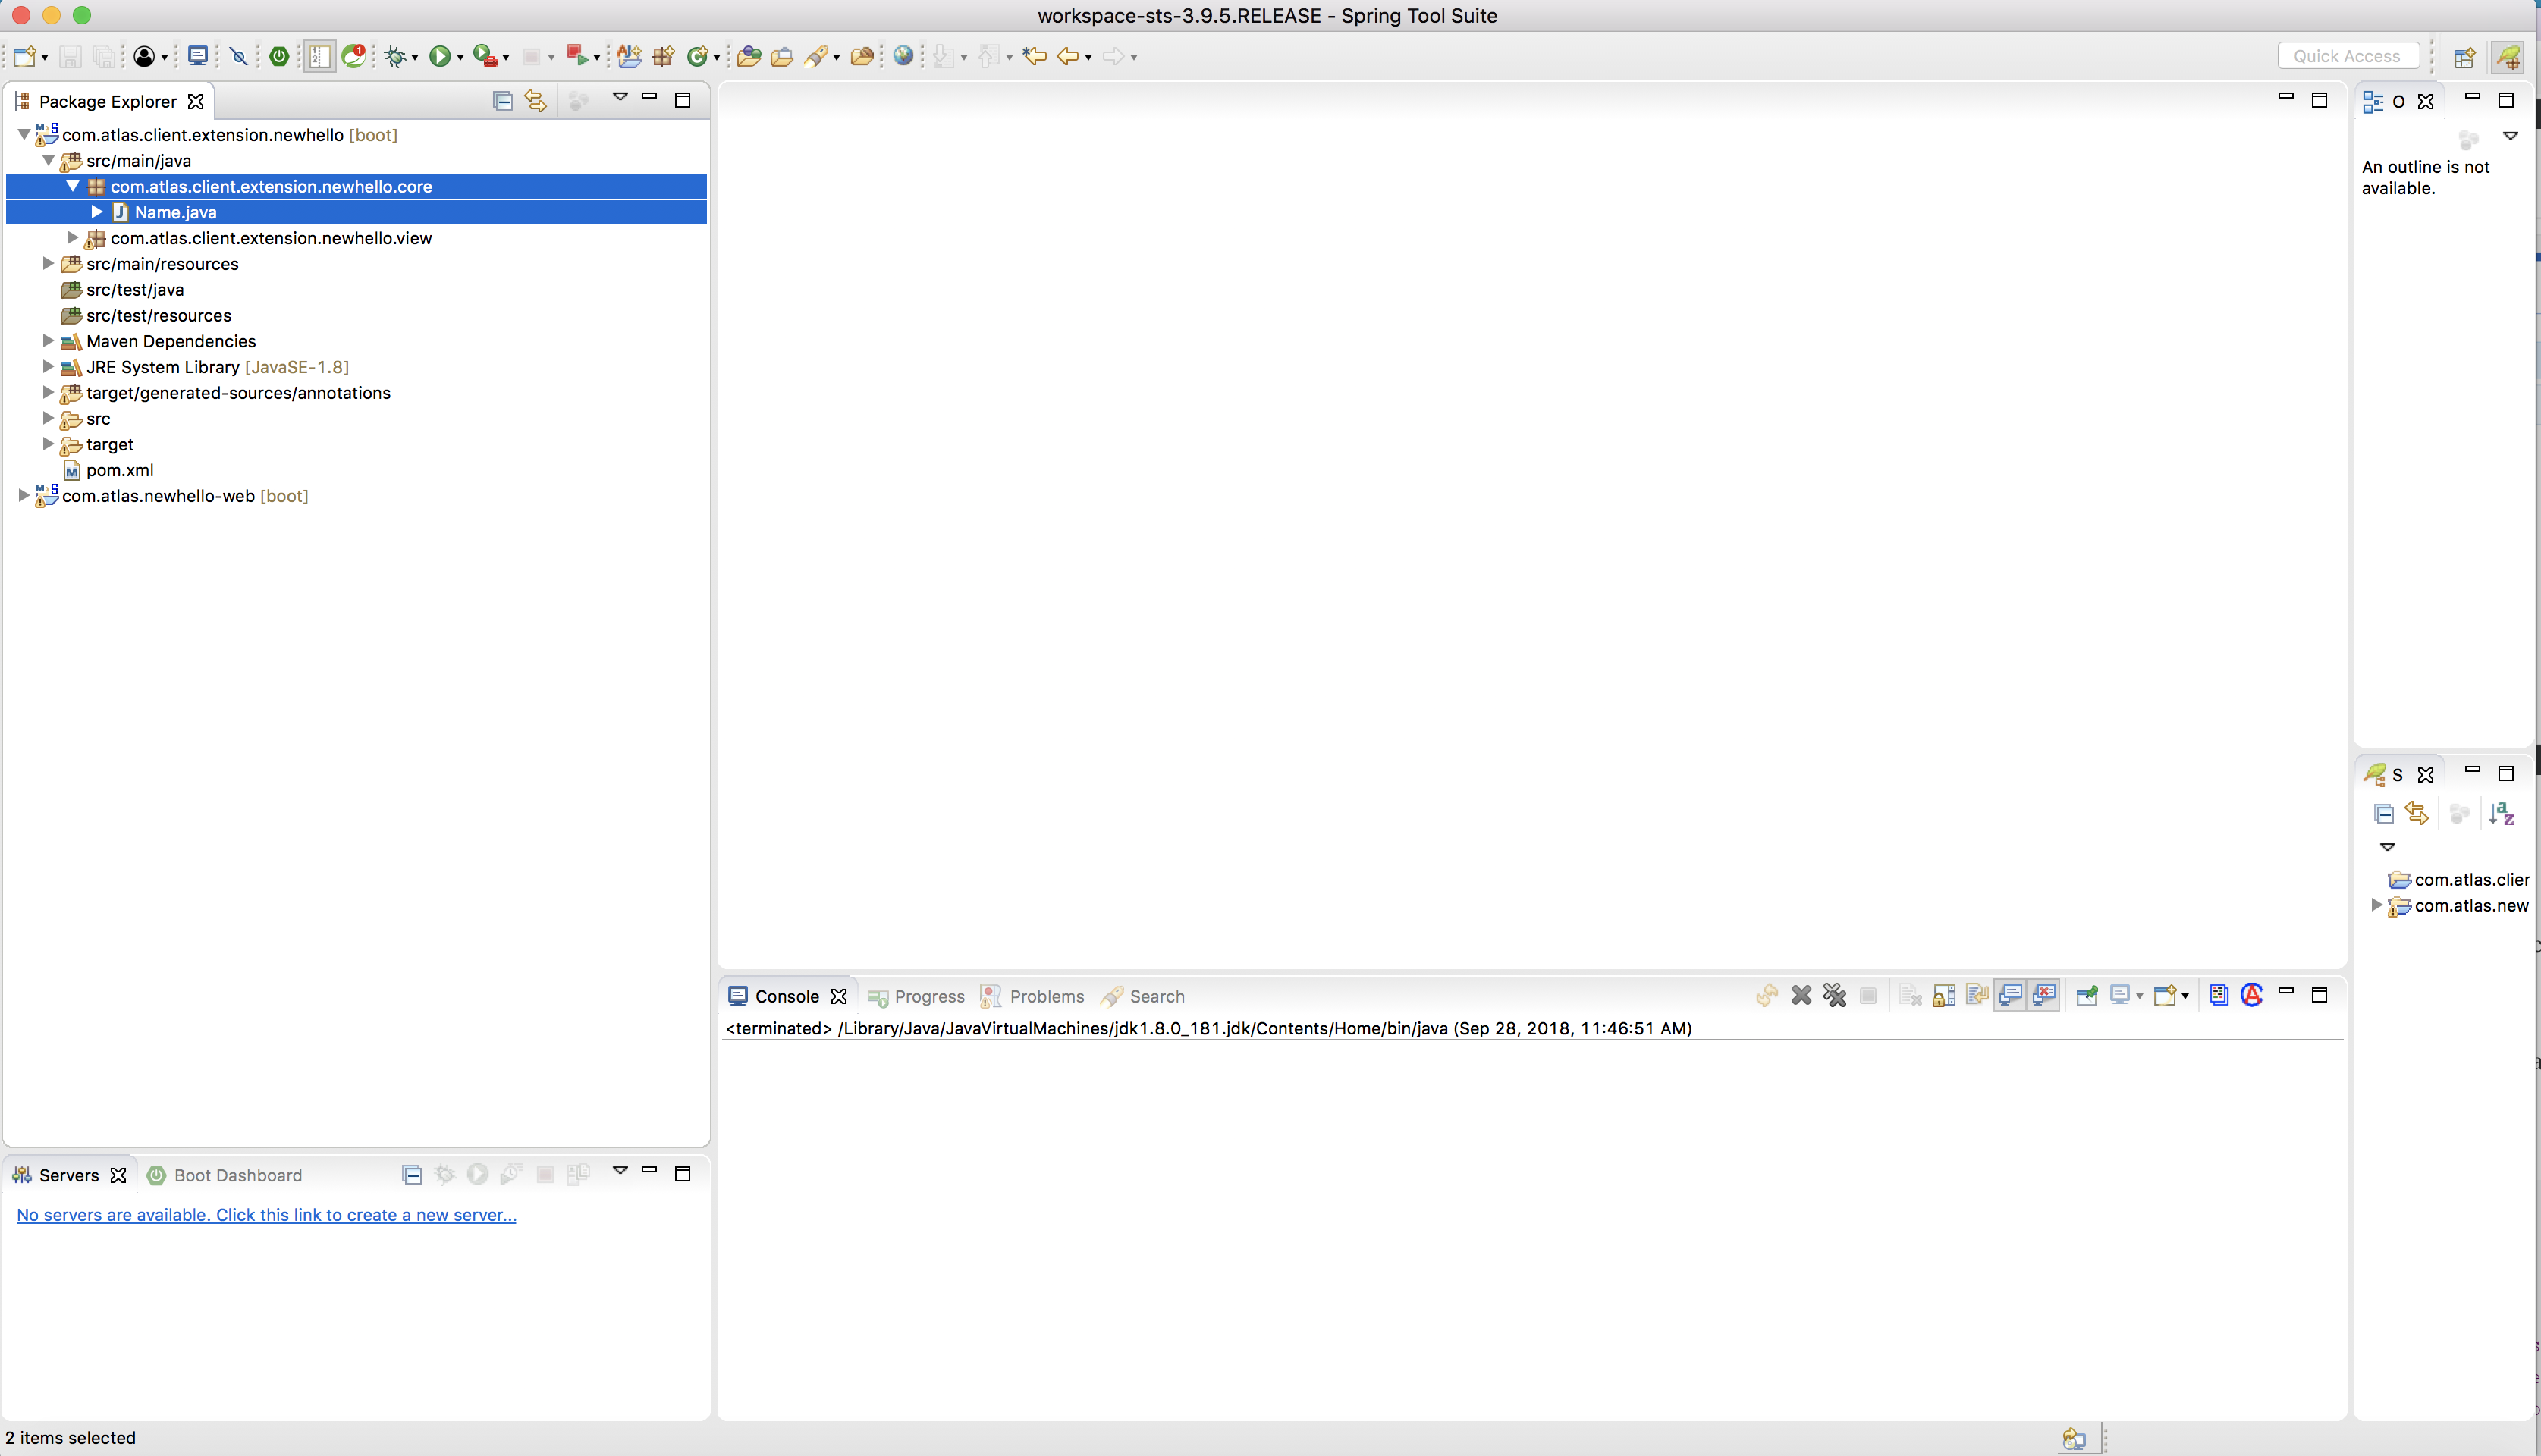 workspace-sts-3.9.5.RELEASE - Spring Tool Suite
Quick Access
Package Explorer
com.atlas.client.extension.newhello [boot]
src/main/java
com.atlas.client.extension.newhello.core
Name.java
com.atlas.client.extension.newhello.view
src/main/resources
src/test/java
src/test/resources
Maven Dependencies
JRE System Library [JavaSE-1.8]
target/generated-sources/annotations
src
target
pom.xml
com.atlas.newhello-web [boot]
O
An outline is not
available.
S
com.atlas.clier
com.atlas.new
Console Progress Problems Search
<terminated> /Library/Java/JavaVirtualMachines/jdk1.8.0_181.jdk/Contents/Home/bin/java (Sep 28, 2018, 11:46:51 AM)
Servers Boot Dashboard
No servers are available. Click this link to create a new server...
2 items selected